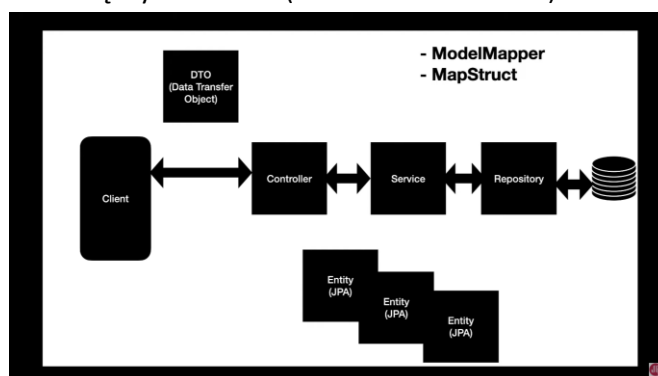 - ModelMapper
- MapStruct
DTO
(Data Transfer
Object)
Client
Controller
Service
Repository
Entity
(JPA)
Entity
(JPA)
Entity
(JPA)